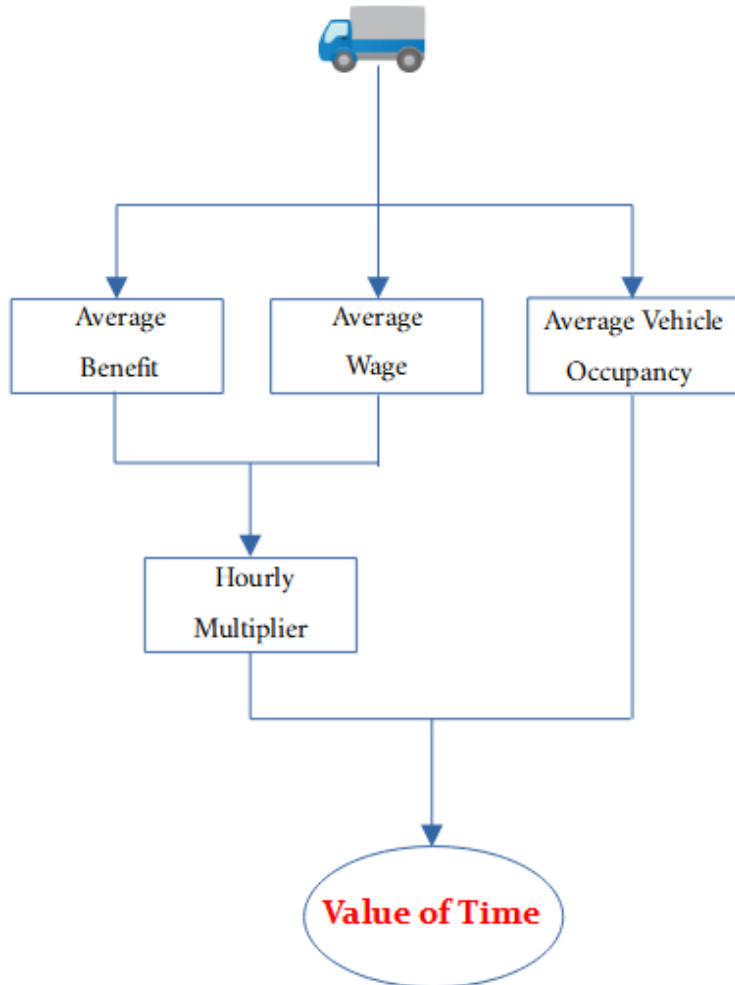 Average
Benefit
Average
Wage
Average Vehicle
Occupancy
Hourly
Multiplier
Value of Time